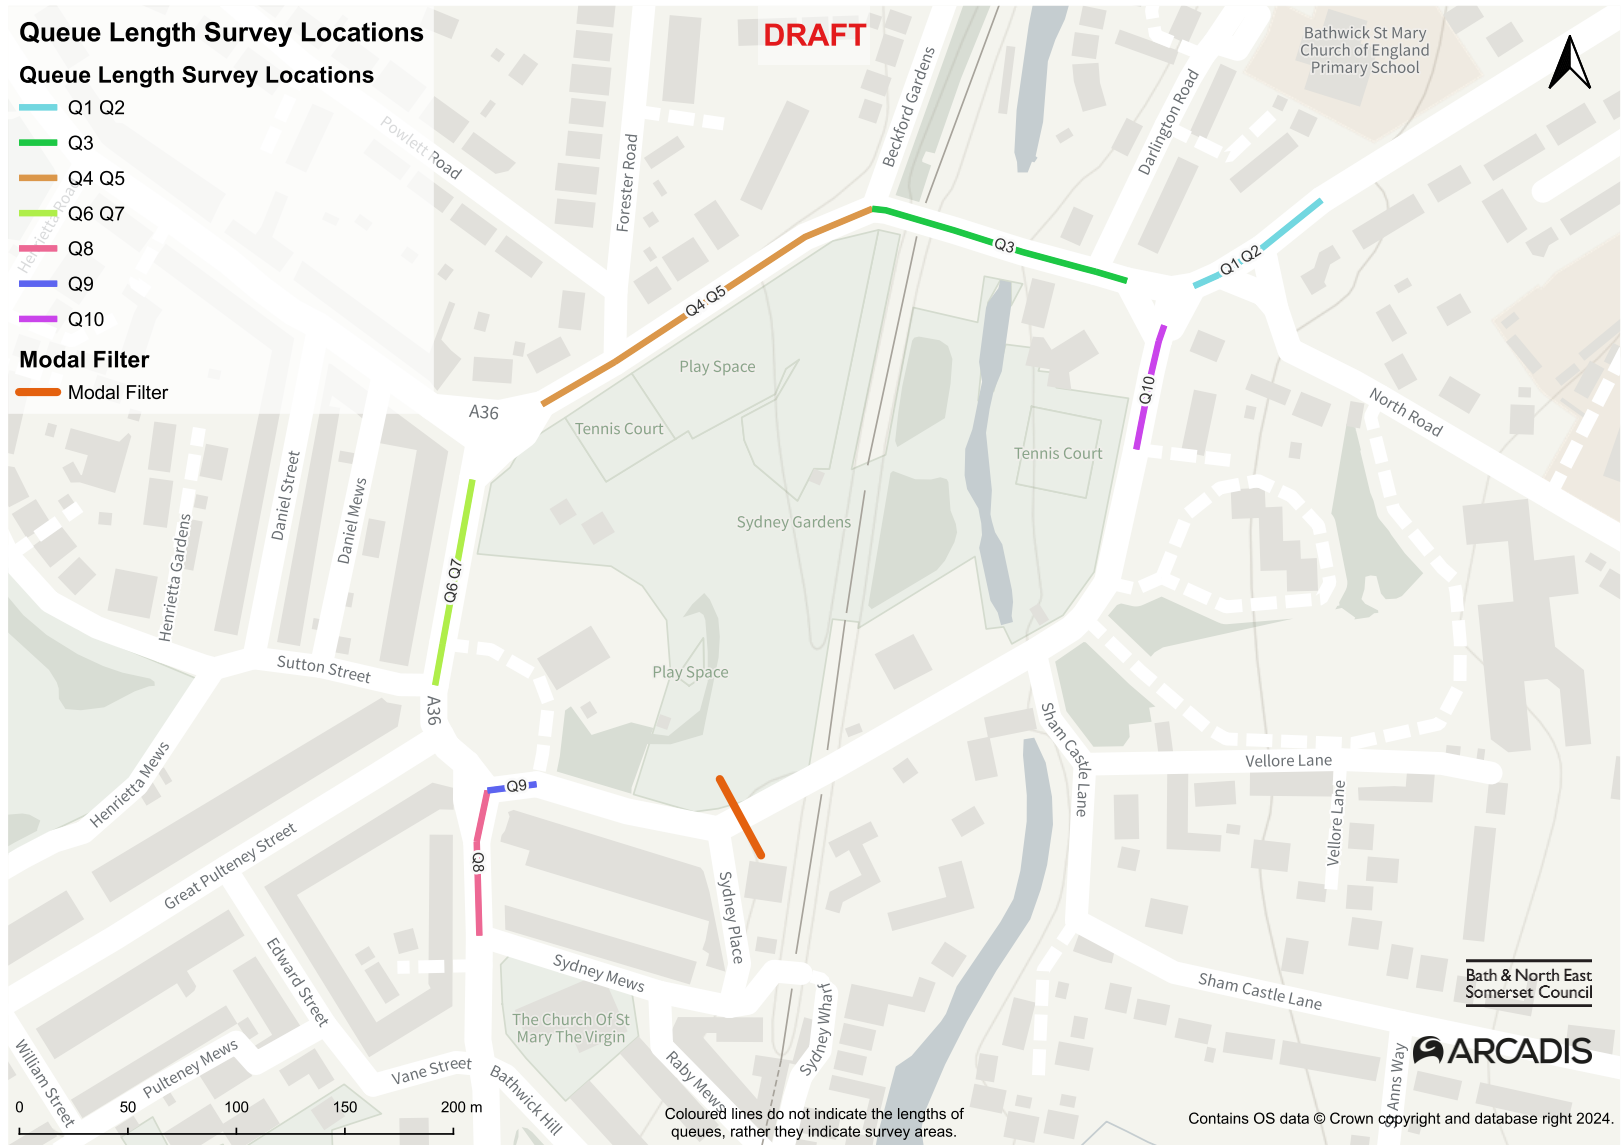 Queue Length Survey Locations
Queue Length Survey Locations
Q1 Q2
Q3
Q4 Q5
Q6 Q7
Q8
Q9
Q10
Modal Filter
Modal Filter
DRAFT
Bathwick St Mary
Church of England
Primary School
Powlett Road
Henrietta Road
Forester Road
Beckford Gardens
Darlington Road
Q3
Q1 Q2
Q4 Q5
Play Space
A36
Tennis Court
Q10
North Road
Tennis Court
Daniel Street
Daniel Mews
Henrietta Gardens
Sydney Gardens
Q6 Q7
Sutton Street
Play Space
A36
Sham Castle Lane
Vellore Lane
Vellore Lane
Henrietta Mews
Q9
Great Pulteney Street
Q8
Sydney Place
Edward Street
Sydney Mews
Sham Castle Lane
Bath & North East
Somerset Council
The Church Of St
Mary The Virgin
Sydney Wharf
ARCADIS
William Street
Pulteney Mews
Vane Street
Bathwick Hill
Raby Mews
St Anns Way
0 50 100 150 200 m
Coloured lines do not indicate the lengths of
queues, rather they indicate survey areas.
Contains OS data © Crown copyright and database right 2024.